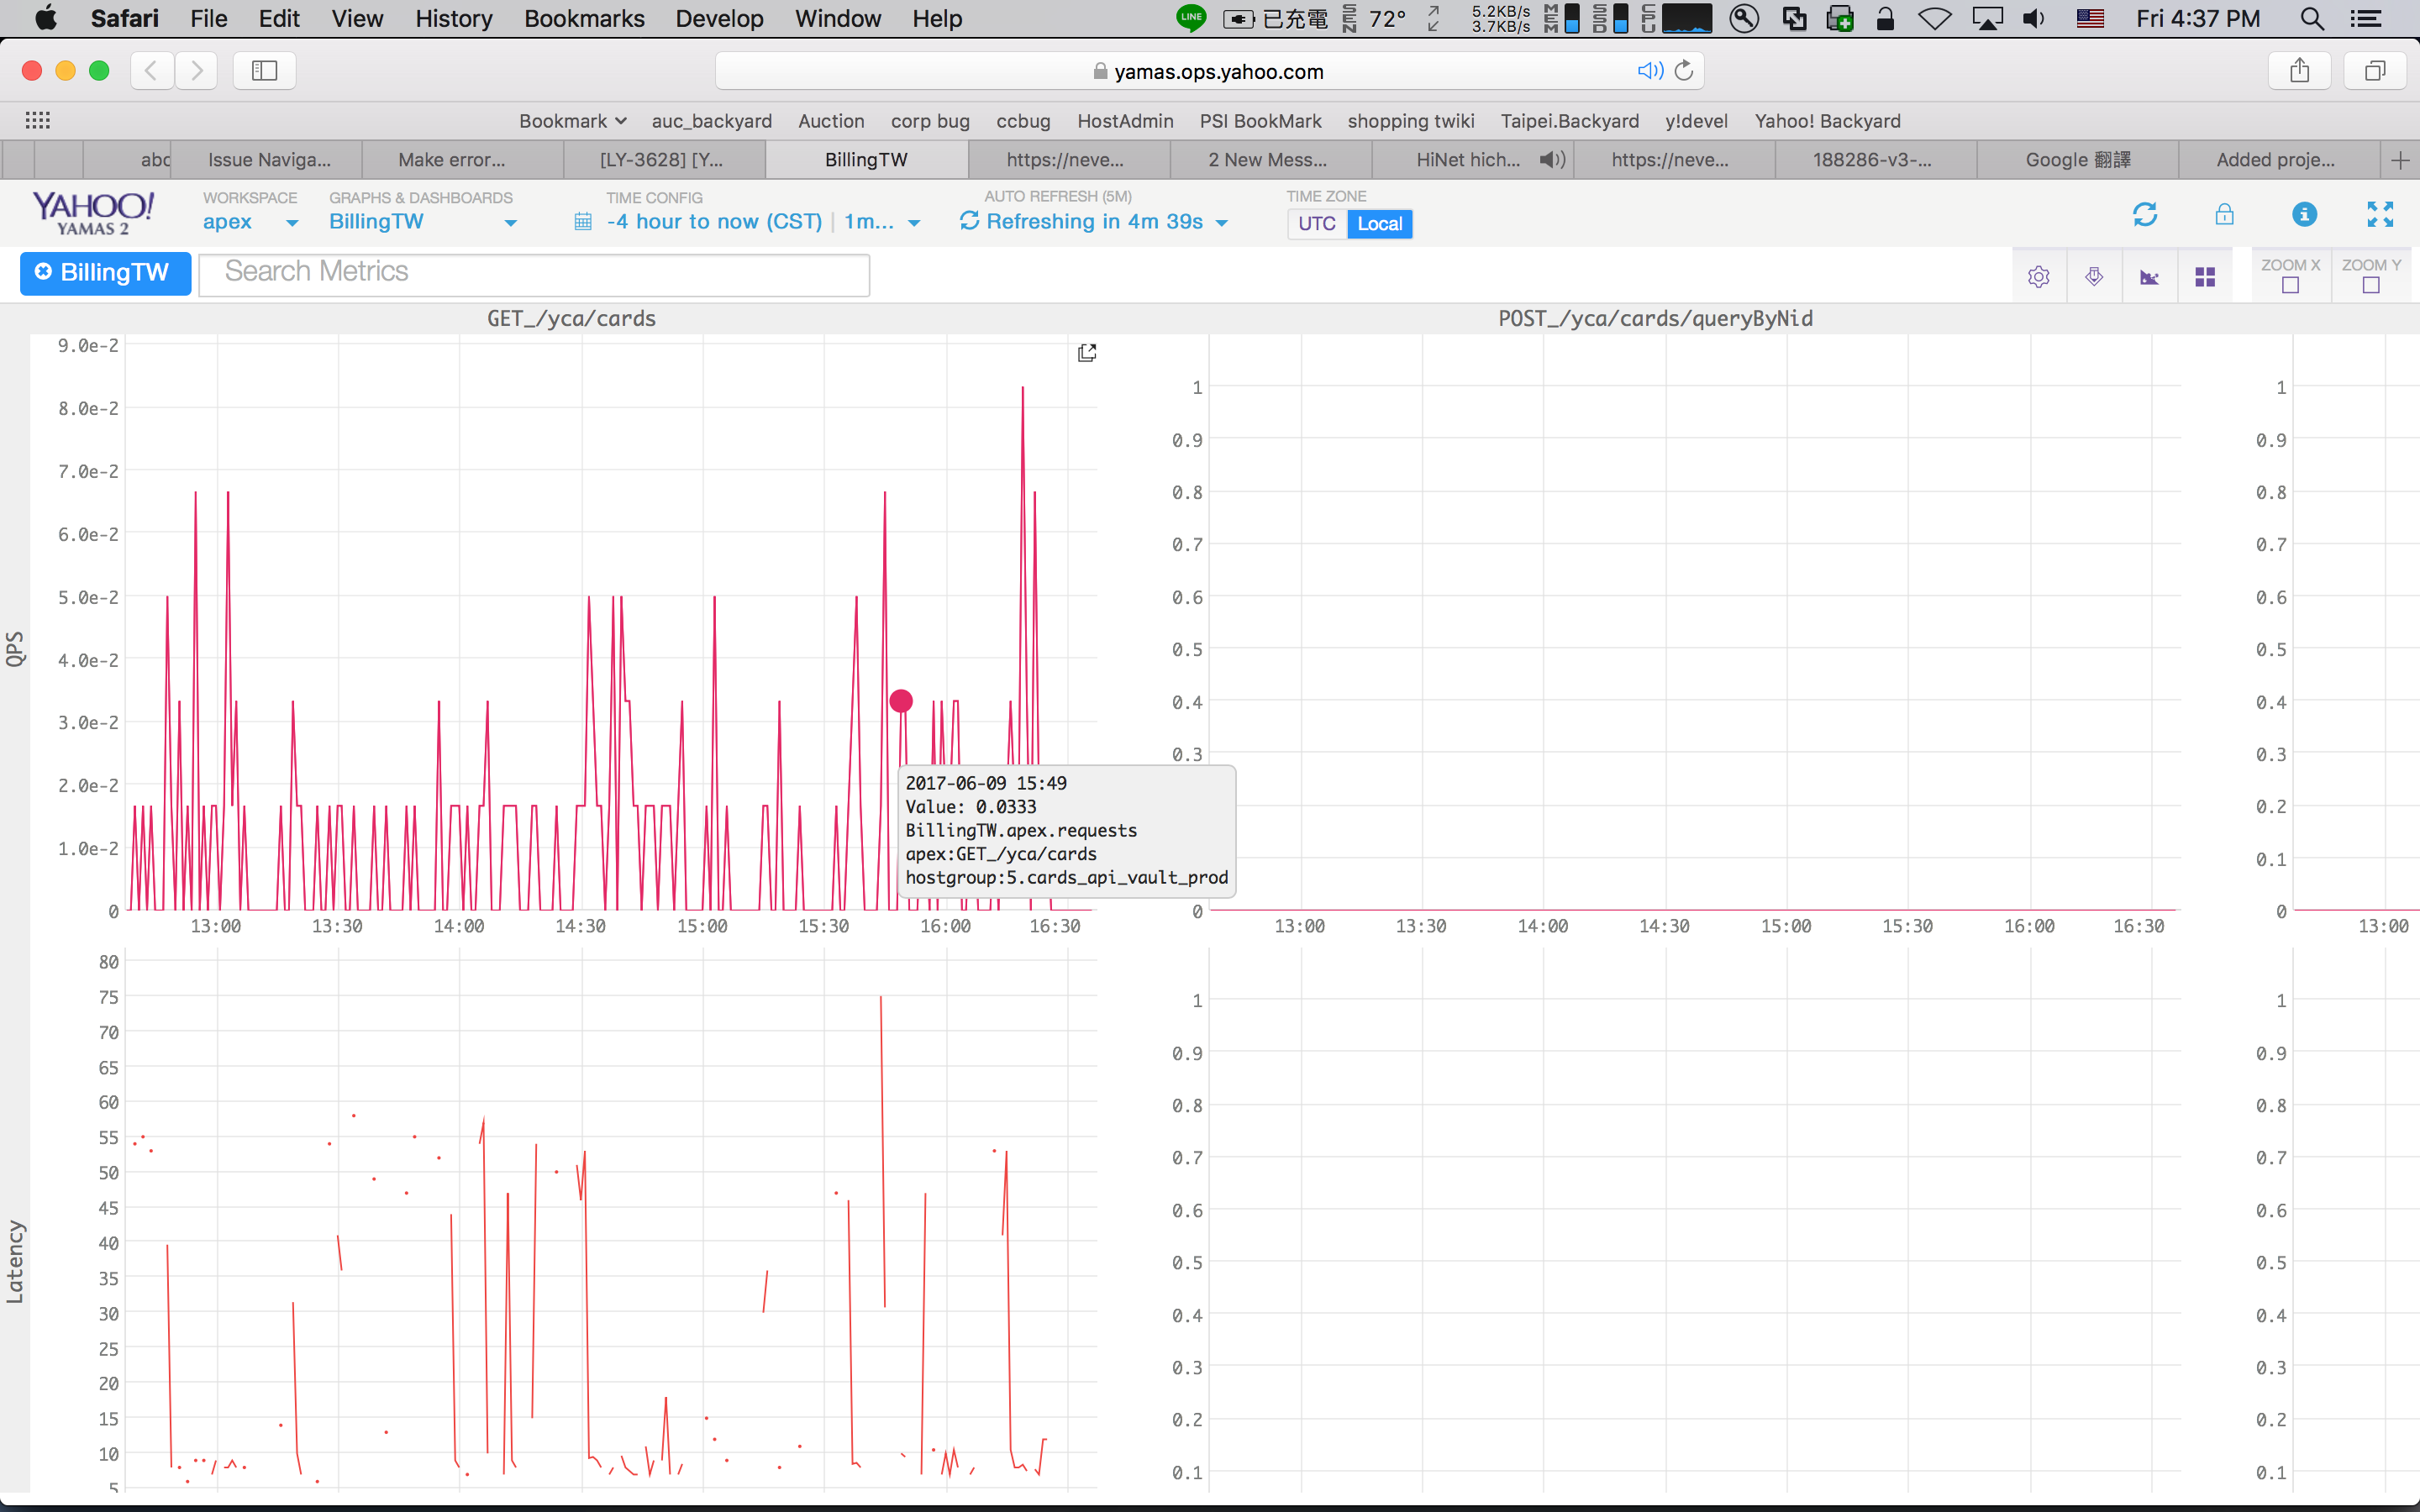 Safari File Edit View History Bookmarks Develop Window Help LINE 已充電 SEN 72° 5.2KB/s 3.7KB/s MEM SSD CPU Fri 4:37 PM
yamas.ops.yahoo.com
Bookmark auc_backyard Auction corp bug ccbug HostAdmin PSI BookMark shopping twiki Taipei.Backyard y!devel Yahoo! Backyard
abc Issue Naviga... Make error... [LY-3628] [Y... BillingTW https://neve... 2 New Mess... HiNet hich... https://neve... 188286-v3-... Google 翻譯 Added proje...
YAHOO! YAMAS 2
WORKSPACE GRAPHS & DASHBOARDS TIME CONFIG AUTO REFRESH (5M) TIME ZONE
apex BillingTW -4 hour to now (CST) | 1m... Refreshing in 4m 39s UTC Local
BillingTW Search Metrics ZOOM X ZOOM Y
GET_/yca/cards POST_/yca/cards/queryByNid
QPS
9.0e-2
8.0e-2
7.0e-2
6.0e-2
5.0e-2
4.0e-2
3.0e-2
2.0e-2
1.0e-2
0
13:00 13:30 14:00 14:30 15:00 15:30 16:00 16:30
2017-06-09 15:49
Value: 0.0333
BillingTW.apex.requests
apex:GET_/yca/cards
hostgroup:5.cards_api_vault_prod
1
0.9
0.8
0.7
0.6
0.5
0.4
0.3
0
13:00 13:30 14:00 14:30 15:00 15:30 16:00 16:30
1
0.9
0.8
0.7
0.6
0.5
0.4
0.3
0.2
0.1
0
13:00
Latency
80
75
70
65
60
55
50
45
40
35
30
25
20
15
10
5
1
0.9
0.8
0.7
0.6
0.5
0.4
0.3
0.2
0.1
1
0.9
0.8
0.7
0.6
0.5
0.4
0.3
0.2
0.1